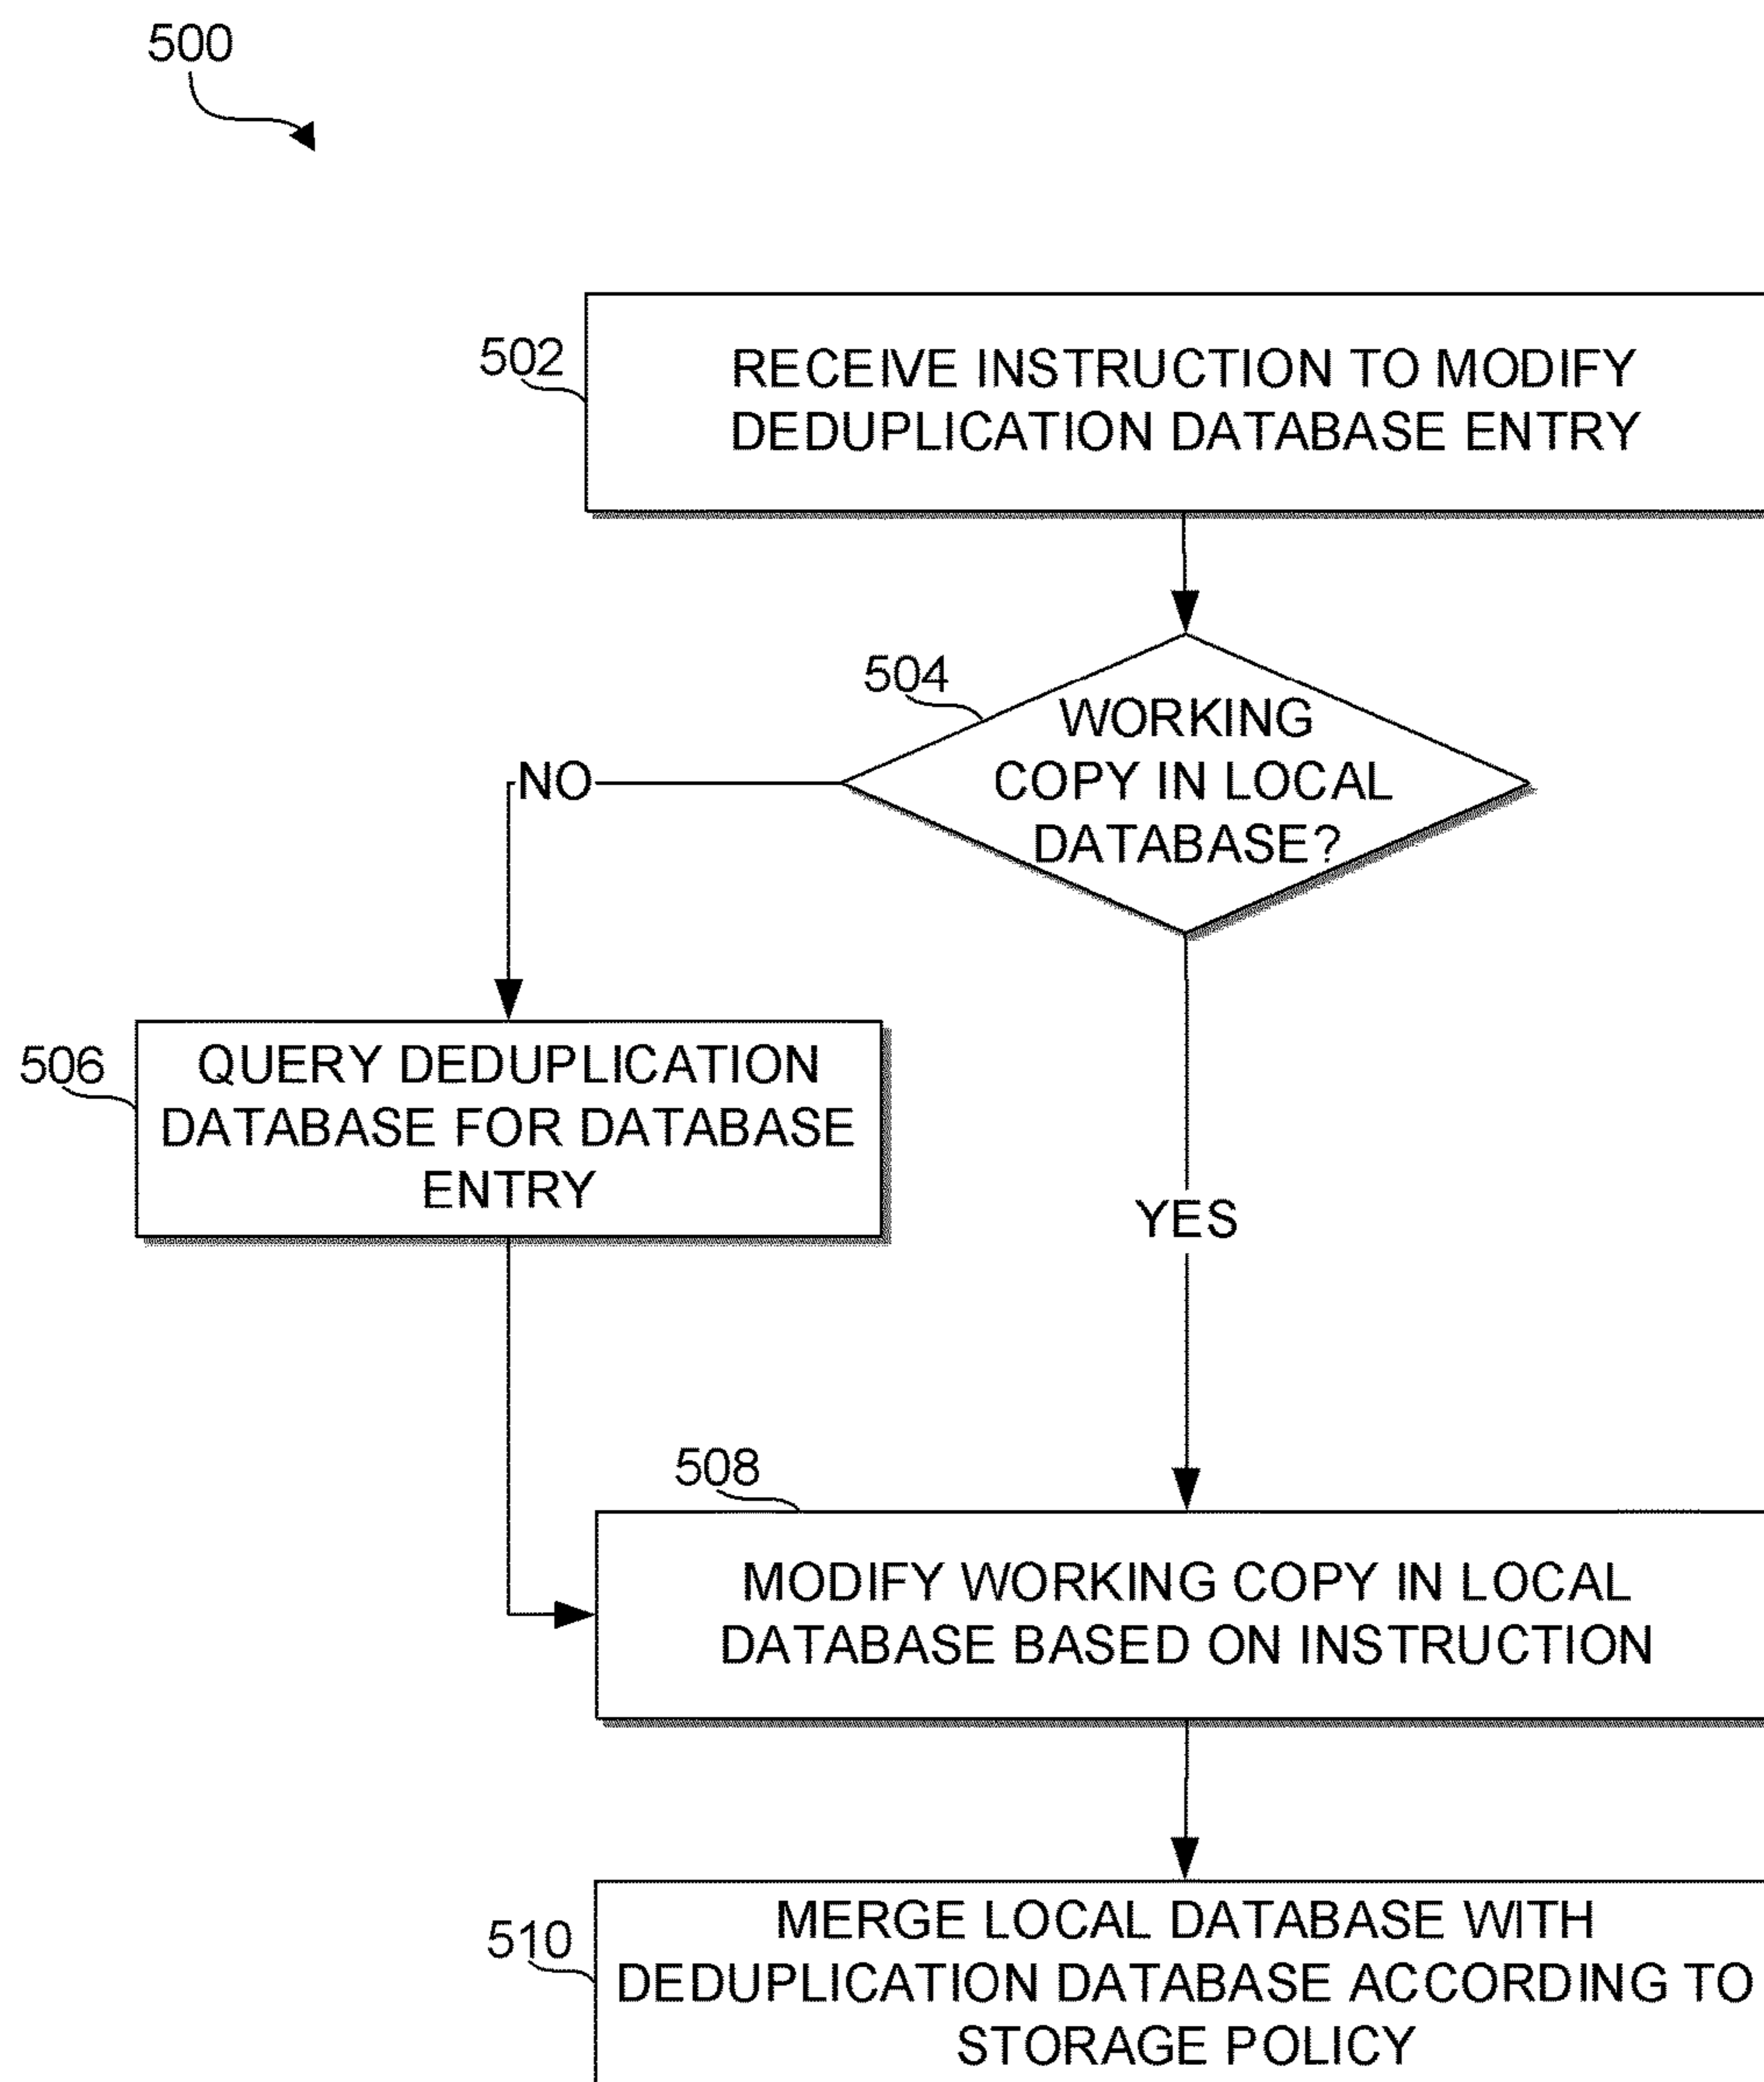 500
502
RECEIVE INSTRUCTION TO MODIFY
DEDUPLICATION DATABASE ENTRY
504
WORKING
COPY IN LOCAL
DATABASE?
NO
506
QUERY DEDUPLICATION
DATABASE FOR DATABASE
ENTRY
YES
508
MODIFY WORKING COPY IN LOCAL
DATABASE BASED ON INSTRUCTION
510
MERGE LOCAL DATABASE WITH
DEDUPLICATION DATABASE ACCORDING TO
STORAGE POLICY